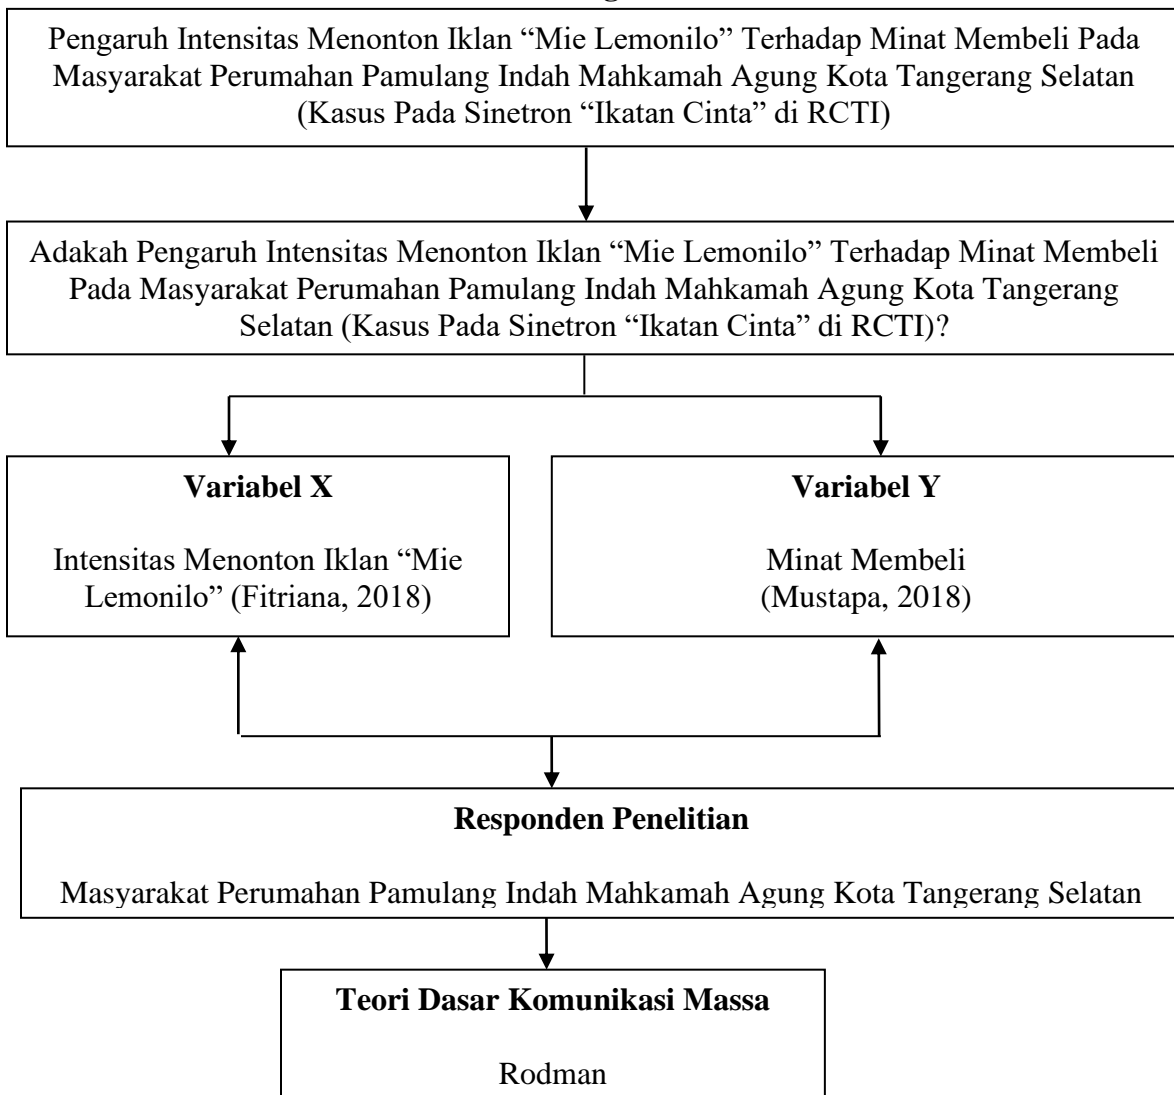 Pengaruh Intensitas Menonton Iklan “Mie Lemonilo” Terhadap Minat Membeli Pada
Masyarakat Perumahan Pamulang Indah Mahkamah Agung Kota Tangerang Selatan
(Kasus Pada Sinetron “Ikatan Cinta” di RCTI)
Adakah Pengaruh Intensitas Menonton Iklan “Mie Lemonilo” Terhadap Minat Membeli
Pada Masyarakat Perumahan Pamulang Indah Mahkamah Agung Kota Tangerang
Selatan (Kasus Pada Sinetron “Ikatan Cinta” di RCTI)?
Variabel X
Intensitas Menonton Iklan “Mie
Lemonilo” (Fitriana, 2018)
Variabel Y
Minat Membeli
(Mustapa, 2018)
Responden Penelitian
Masyarakat Perumahan Pamulang Indah Mahkamah Agung Kota Tangerang Selatan
Teori Dasar Komunikasi Massa
Rodman